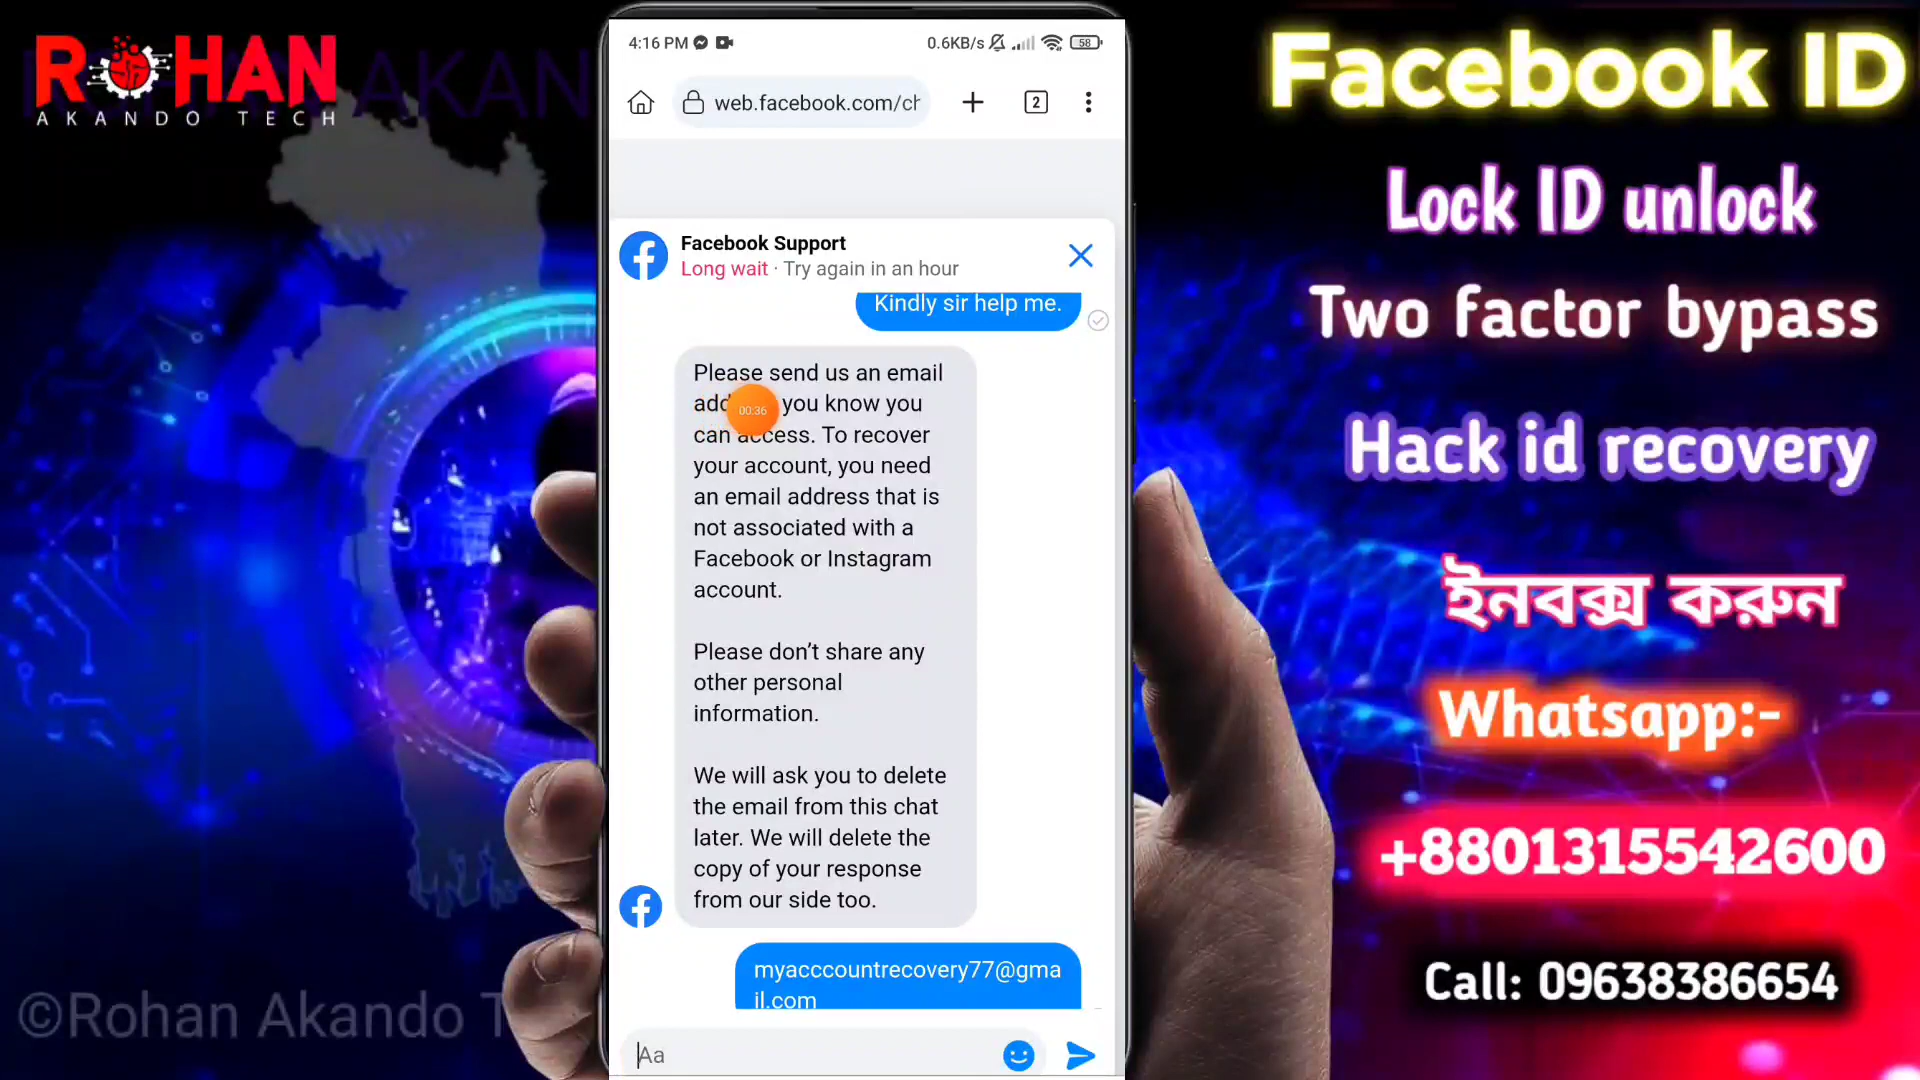 ROHAN
AKANDO TECH
4:16 PM
0.6KB/s
58
web.facebook.com/ch
2
Facebook Support
Long wait · Try again in an hour
Kindly sir help me.
Please send us an email
you know you
00:36
can access. To recover
your account, you need
an email address that is
not associated with a
Facebook or Instagram
account.
Please don’t share any
other personal
information.
We will ask you to delete
the email from this chat
later. We will delete the
copy of your response
from our side too.
myacccountrecovery77@gma
il.com
Aa
Facebook ID
Lock ID unlock
Two factor bypass
Hack id recovery
ইনবক্স করুন
Whatsapp:-
+8801315542600
Call: 09638386654
©Rohan Akando T